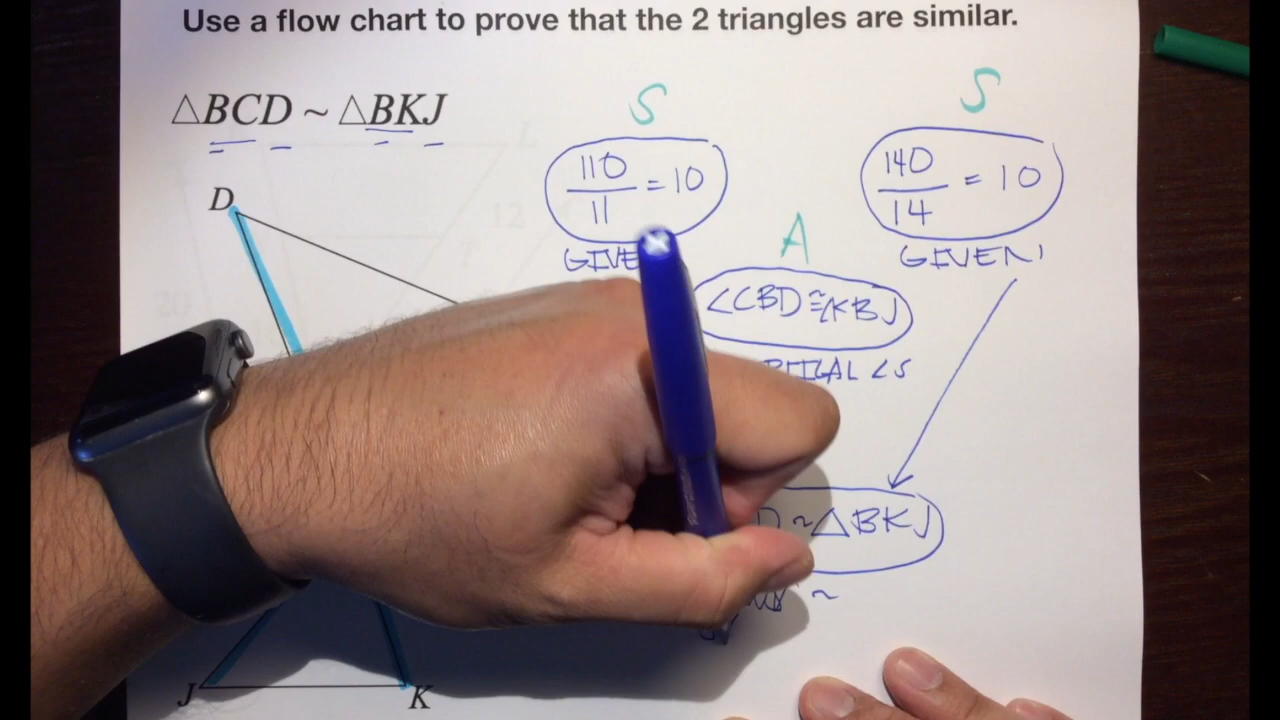 Use a flow chart to prove that the 2 triangles are similar.
△BCD ~ △BKJ
S
S
110/11 = 10
140/14 = 10
D
GIVE
A
GIVEN
∠CBD≅∠KBJ
∠S
D ~ △BKJ
~
J
K